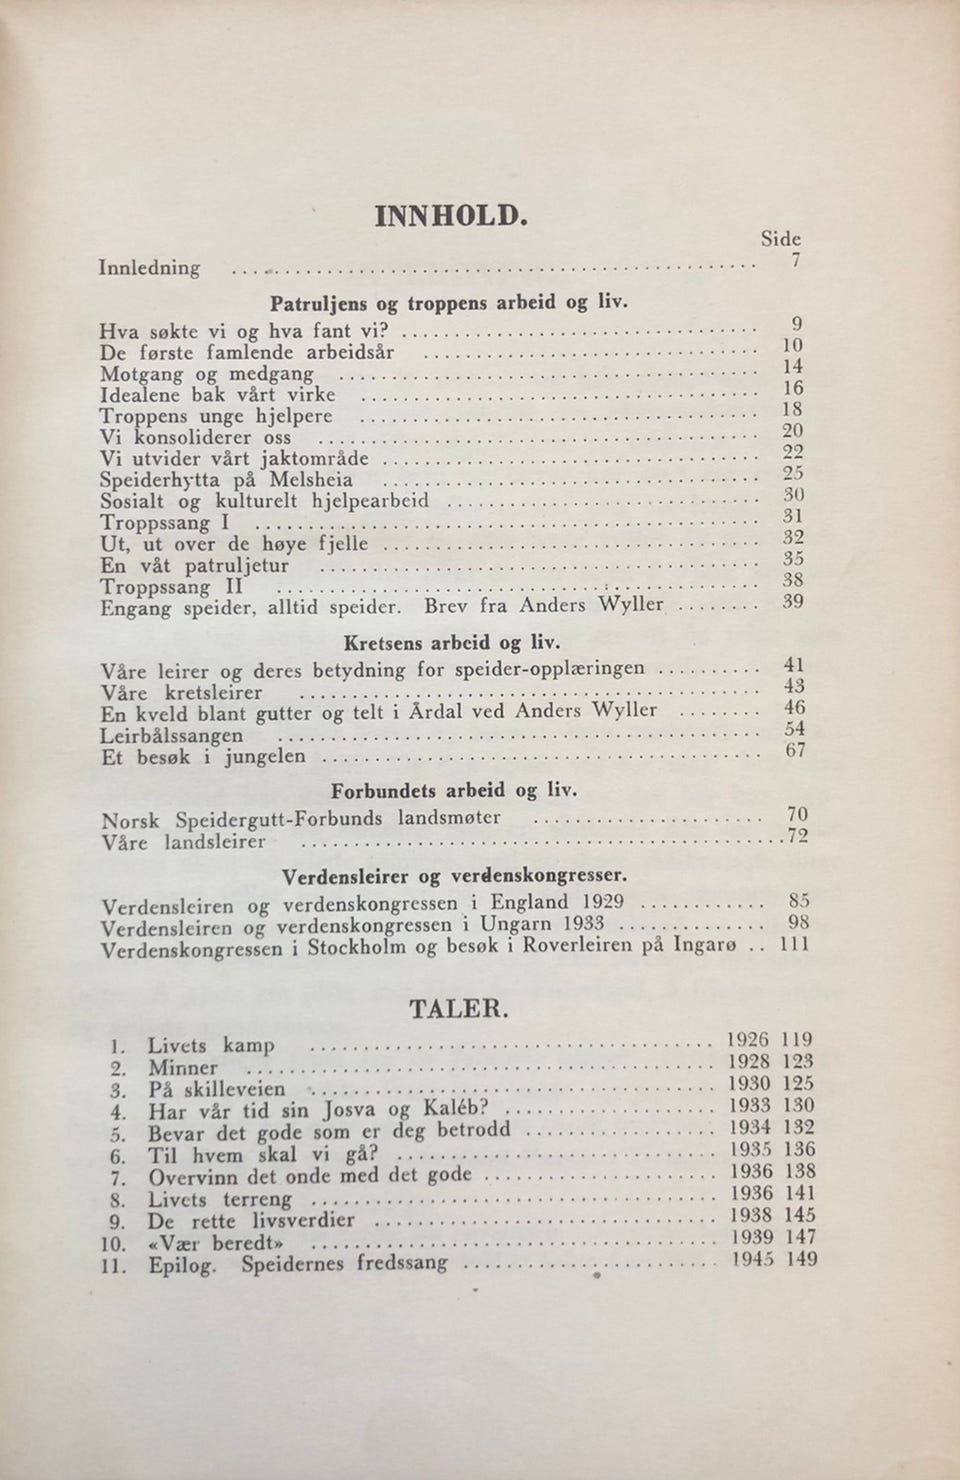 INNHOLD.
Side
Innledning .................................................. 7
Patruljens og troppens arbeid og liv.
Hva søkte vi og hva fant vi? .................................. 9
De første famlende arbeidsår ................................ 10
Motgang og medgang ........................................ 14
Idealene bak vårt virke ...................................... 16
Troppens unge hjelpere ...................................... 18
Vi konsoliderer oss .......................................... 20
Vi utvider vårt jaktområde .................................... 22
Speiderhytta på Melsheia .................................... 25
Sosialt og kulturelt hjelpearbeid .............................. 30
Troppssang I ................................................ 31
Ut, ut over de høye fjelle .................................... 32
En våt patruljetur .......................................... 35
Troppssang II .............................................. 38
Engang speider, alltid speider. Brev fra Anders Wyller ........ 39
Kretsens arbeid og liv.
Våre leirer og deres betydning for speider-opplæringen .......... 41
Våre kretsleirer ............................................ 43
En kveld blant gutter og telt i Årdal ved Anders Wyller ........ 46
Leirbålssangen .............................................. 54
Et besøk i jungelen .......................................... 67
Forbundets arbeid og liv.
Norsk Speidergutt-Forbunds landsmøter ...................... 70
Våre landsleirer .............................................. 72
Verdensleirer og verdenskongresser.
Verdensleiren og verdenskongressen i England 1929 ............ 85
Verdensleiren og verdenskongressen i Ungarn 1933 .............. 98
Verdenskongressen i Stockholm og besøk i Roverleiren på Ingarø .. 111
TALER.
1. Livets kamp ...................................... 1926 119
2. Minner ............................................ 1928 123
3. På skilleveien ...................................... 1930 125
4. Har vår tid sin Josva og Kaléb? .................... 1933 130
5. Bevar det gode som er deg betrodd .................. 1934 132
6. Til hvem skal vi gå? .............................. 1935 136
7. Overvinn det onde med det gode ...................... 1936 138
8. Livets terreng ...................................... 1936 141
9. De rette livsverdier ................................ 1938 145
10. «Vær beredt» ...................................... 1939 147
11. Epilog. Speidernes fredssang ........................ 1945 149